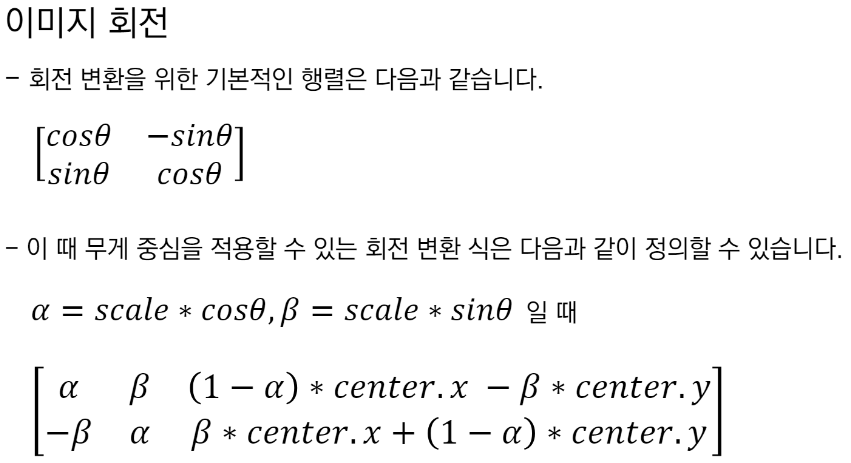 이미지 회전
- 회전 변환을 위한 기본적인 행렬은 다음과 같습니다.
[cosθ −sinθ]
[sinθ cosθ]
- 이 때 무게 중심을 적용할 수 있는 회전 변환 식은 다음과 같이 정의할 수 있습니다.
α = scale ∗ cosθ, β = scale ∗ sinθ 일 때
[α β (1 − α) ∗ center. x − β ∗ center. y]
[−β α β ∗ center. x + (1 − α) ∗ center. y]